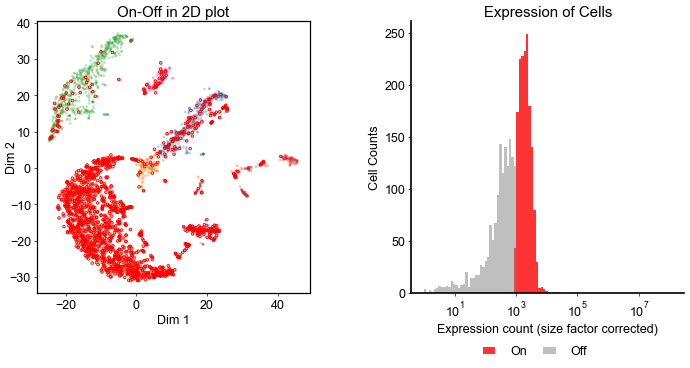 On-Off in 2D plot
40
30
20
10
0
−10
−20
−30
Dim 2
−20 0 20 40
Dim 1
Expression of Cells
250
200
150
100
50
0
Cell Counts
10^1 10^3 10^5 10^7
Expression count (size factor corrected)
On Off